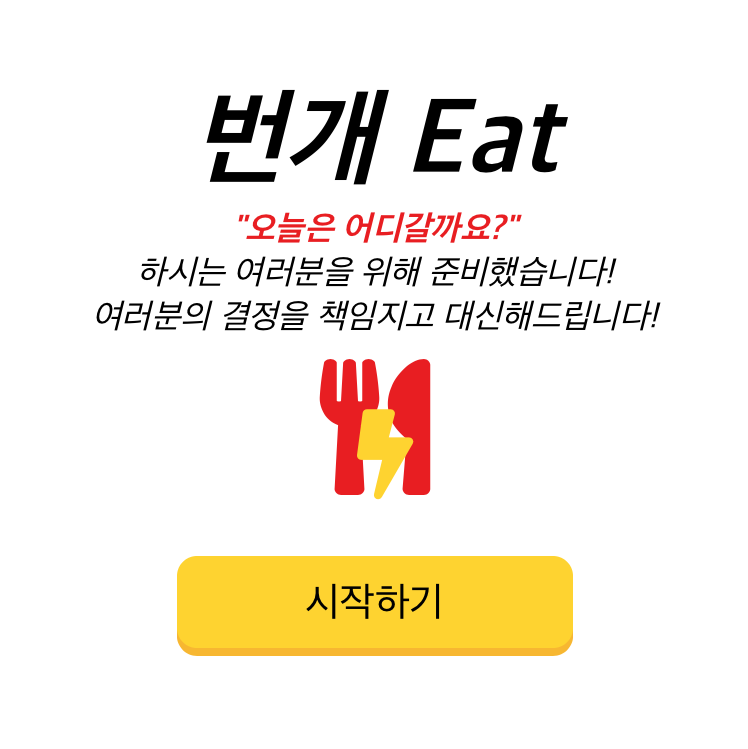 번개 Eat
"오늘은 어디갈까요?"
하시는 여러분을 위해 준비했습니다!
여러분의 결정을 책임지고 대신해드립니다!
시작하기